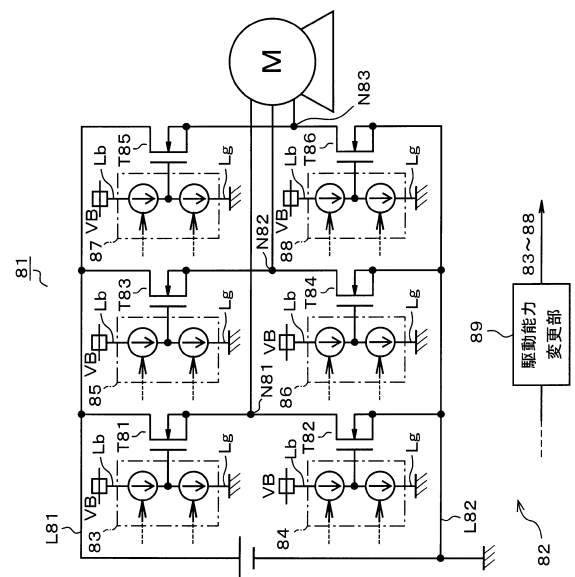 81
L81
VB
Lb
T81
83
Lg
VB
Lb
T83
85
Lg
VB
Lb
T85
87
Lg
N81
N82
N83
M
VB
Lb
T82
84
Lg
VB
Lb
T84
86
Lg
VB
Lb
T86
88
Lg
L82
82
89
駆動能力
変更部
83~88